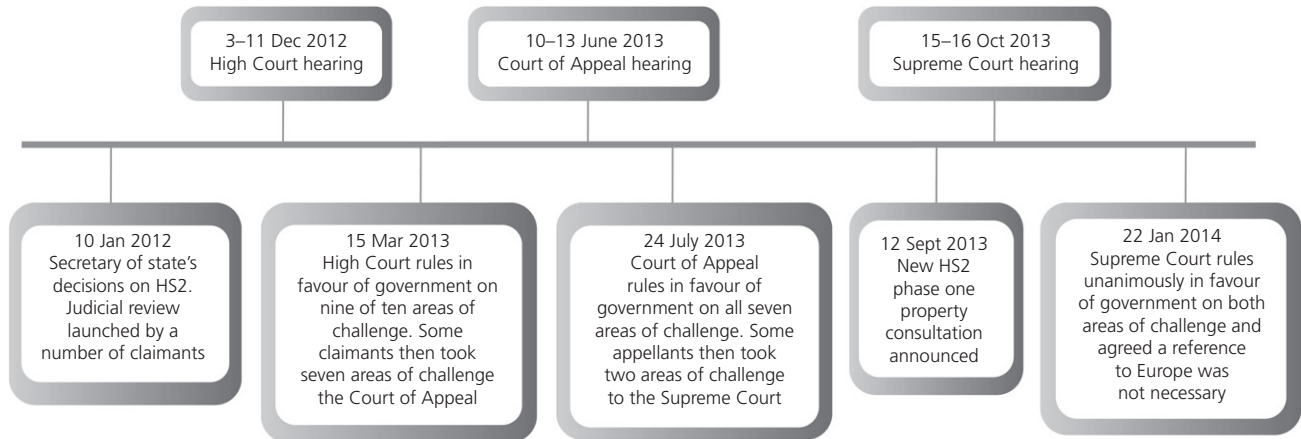 3–11 Dec 2012
High Court hearing
10–13 June 2013
Court of Appeal hearing
15–16 Oct 2013
Supreme Court hearing
10 Jan 2012
Secretary of state’s
decisions on HS2.
Judicial review
launched by a
number of claimants
15 Mar 2013
High Court rules in
favour of government on
nine of ten areas of
challenge. Some
claimants then took
seven areas of challenge
the Court of Appeal
24 July 2013
Court of Appeal
rules in favour of
government on all seven
areas of challenge. Some
appellants then took
two areas of challenge
to the Supreme Court
12 Sept 2013
New HS2
phase one
property
consultation
announced
22 Jan 2014
Supreme Court rules
unanimously in favour
of government on both
areas of challenge and
agreed a reference
to Europe was
not necessary